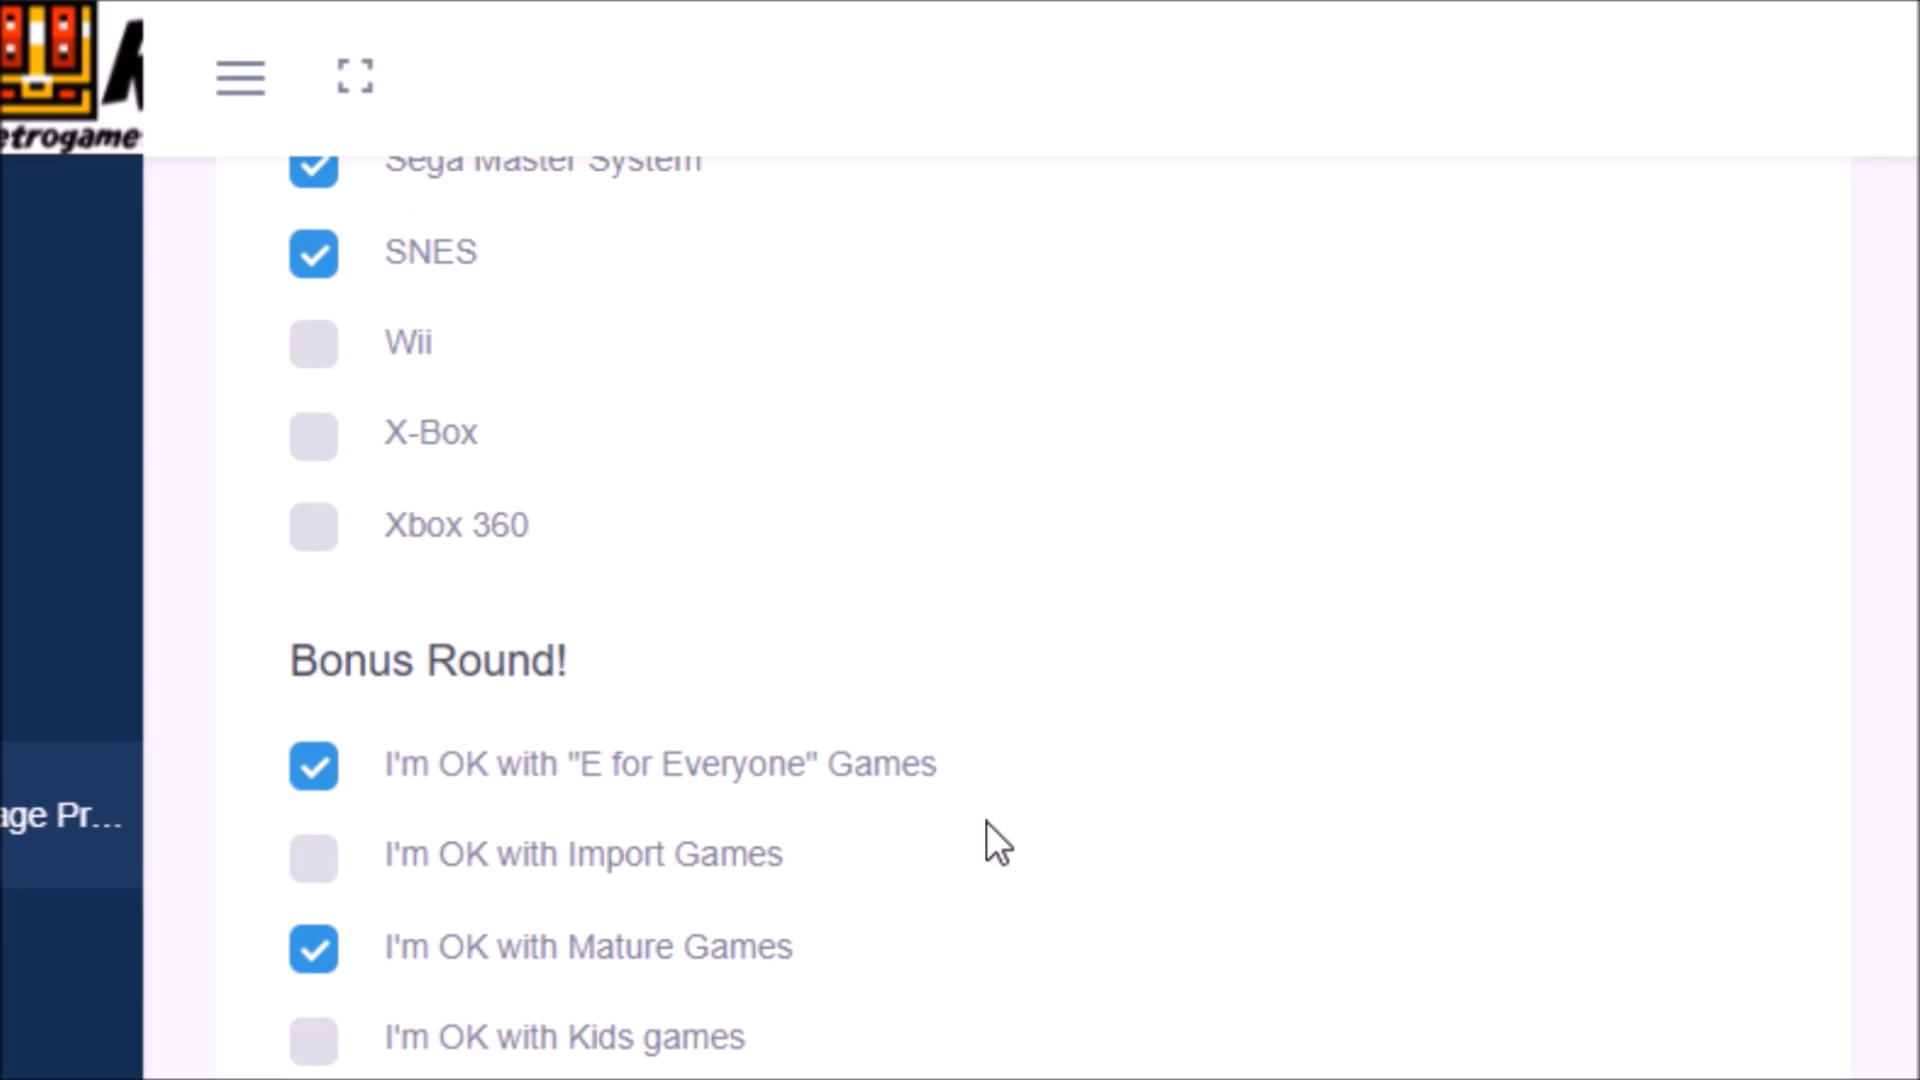 etrogame
Sega Master System
SNES
Wii
X-Box
Xbox 360
Bonus Round!
I'm OK with "E for Everyone" Games
age Pr...
I'm OK with Import Games
I'm OK with Mature Games
I'm OK with Kids games